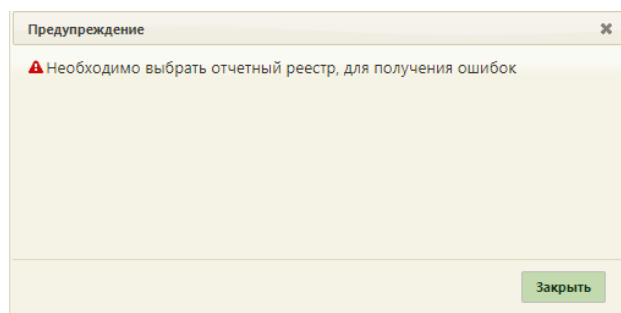 Предупреждение
Необходимо выбрать отчетный реестр, для получения ошибок
Закрыть